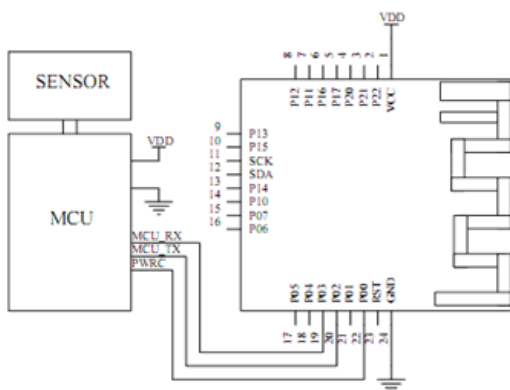 VDD
8 7 6 5 4 3 2 1
P12 P11 P16 P17 P20 P21 P22 VCC
SENSOR
MCU
VDD
MCU_RX
MCU_TX
PWRC
9 P13
10 P15
11 SCK
12 SDA
13 P14
14 P10
15 P07
16 P06
P05 P04 P03 P02 P01 P00 RST GND
17 18 19 20 21 22 23 24